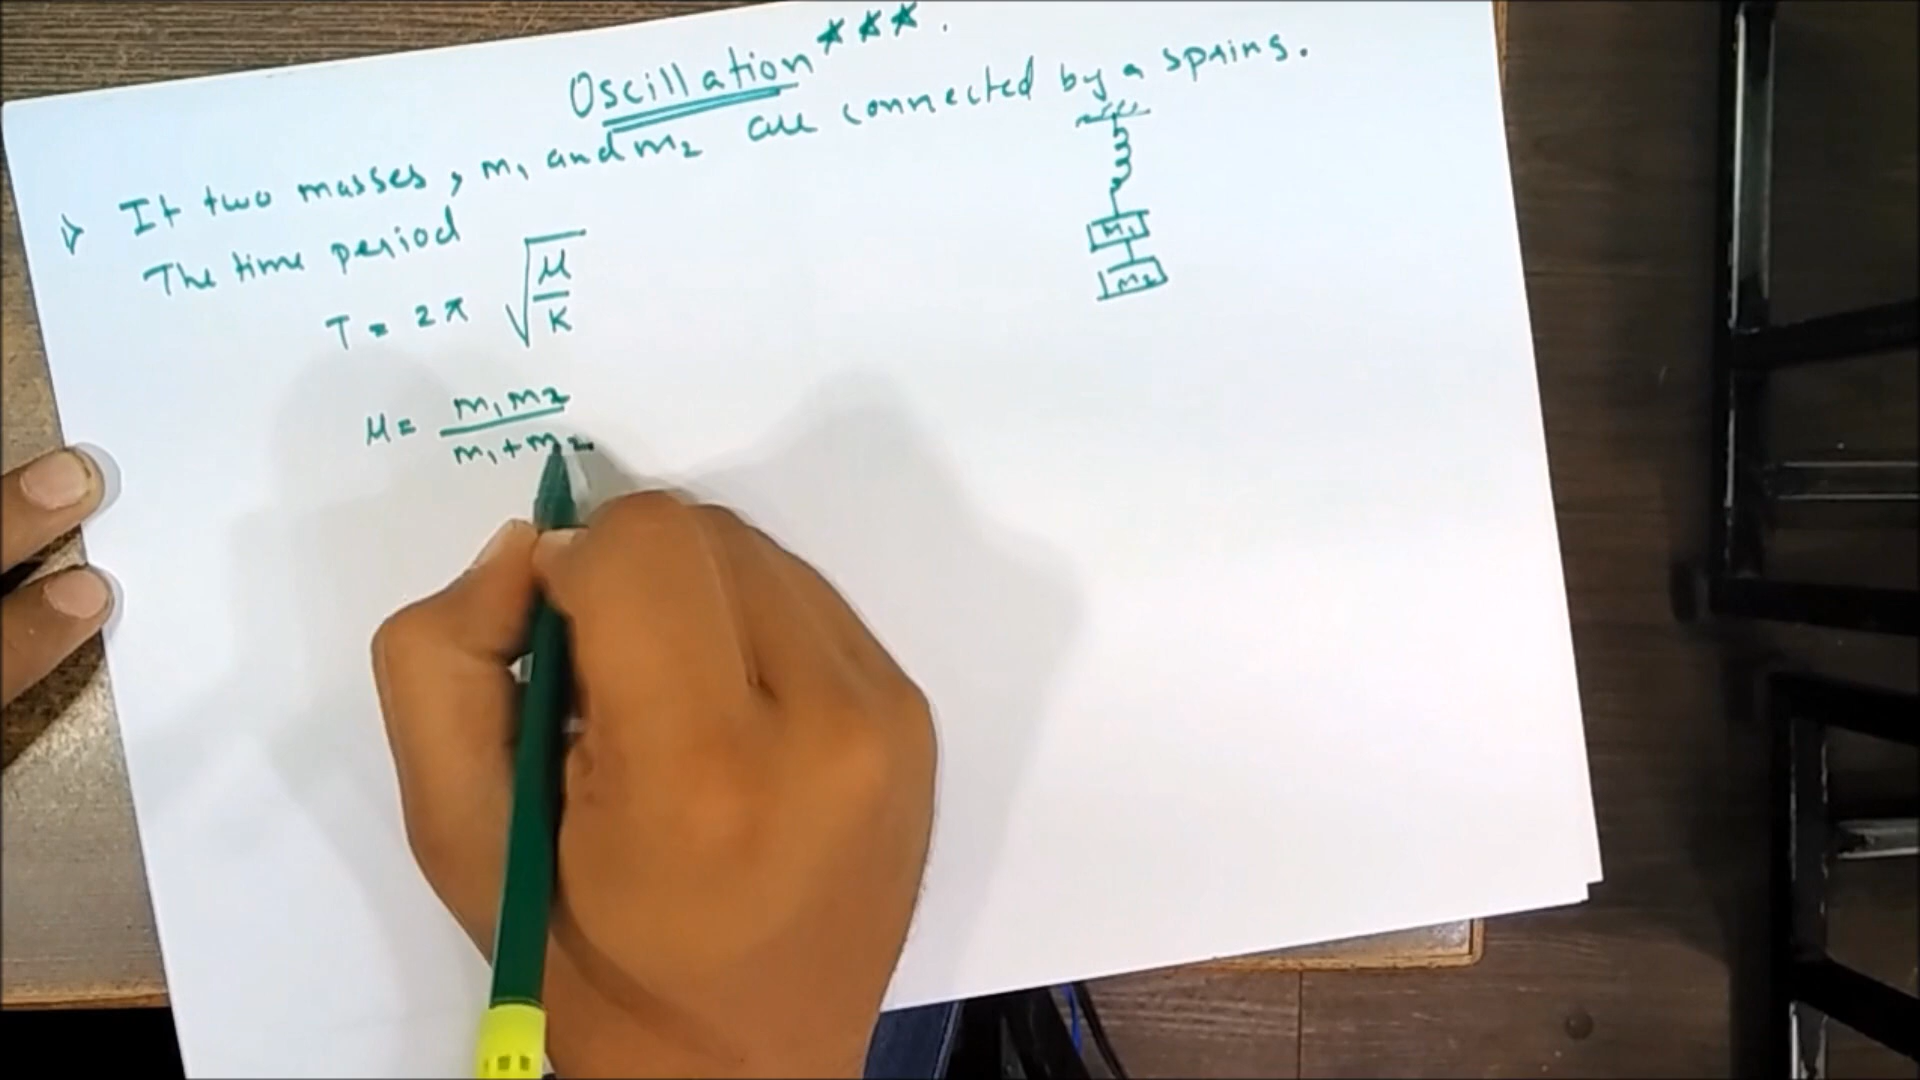 Oscillation ***.
1> If two masses, m₁ and m₂ are connected by a spring.
The time period
T = 2π √(μ/K)
μ = m₁m₂/(m₁+m₂)
M₁
M₂